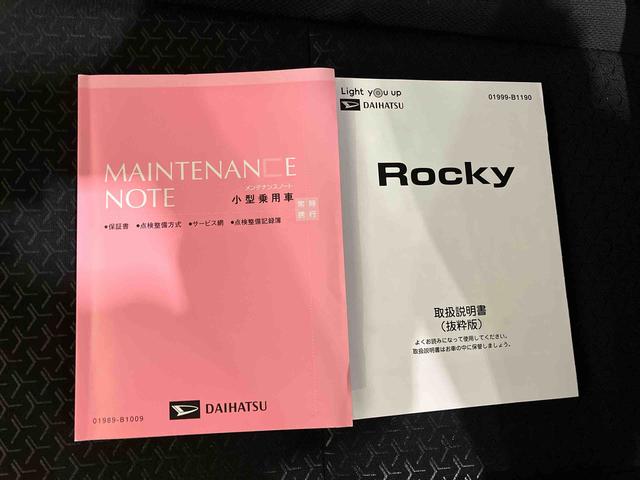 MAINTENANCE
NOTE
メンテナンスノート
小型乗用車
常時
携行
●保証書 ●点検整備方式 ●サービス網 ●点検整備記録簿
01989-B1009
DAIHATSU
Light you up
DAIHATSU
01999-B1190
Rocky
取扱説明書
（抜粋版）
よくお読みになって使用してください。
取扱説明書はお車の中に保管しましょう。